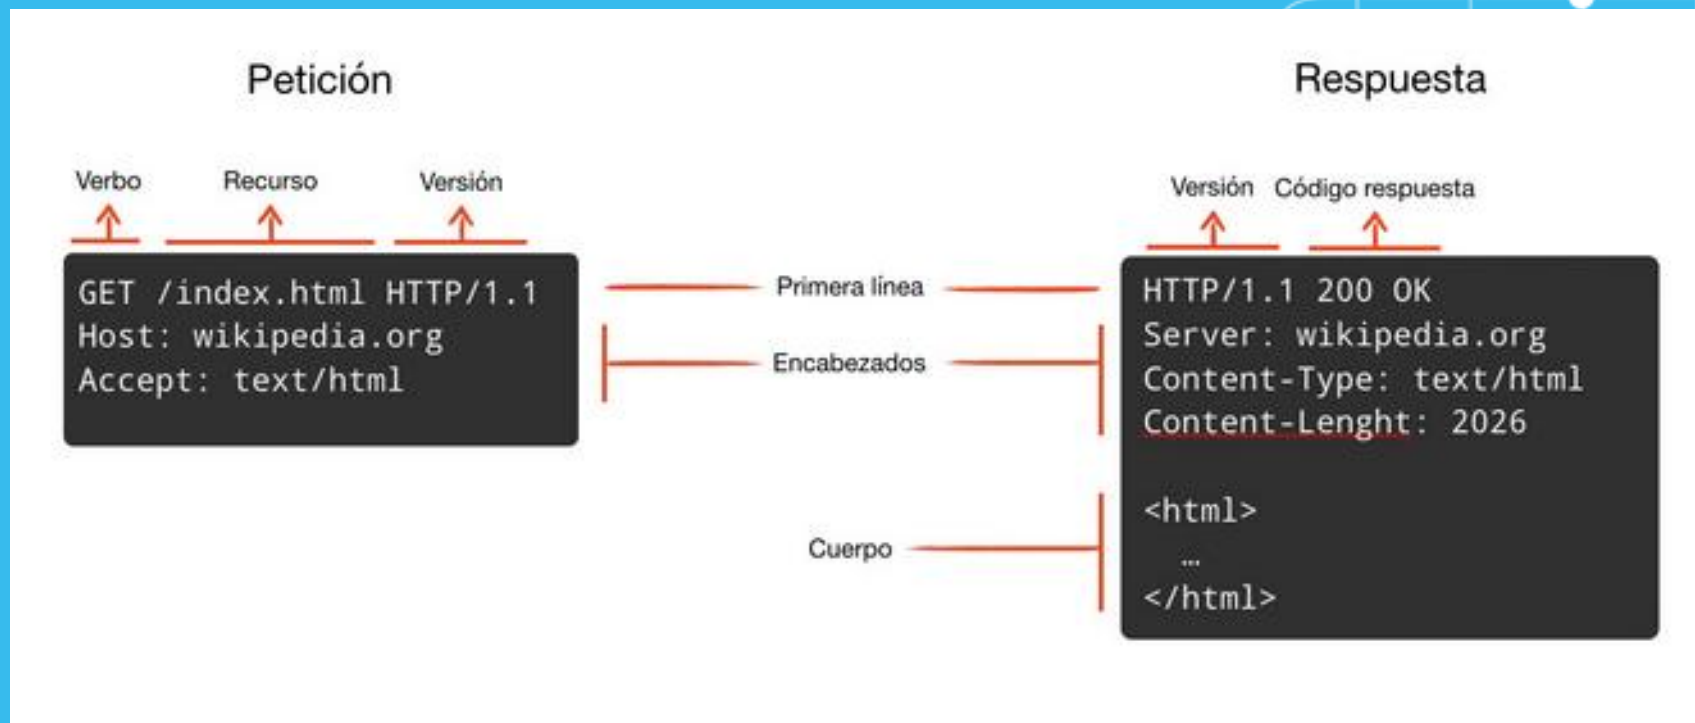 Petición
Respuesta
Verbo
Recurso
Versión
Versión
Código respuesta
GET /index.html HTTP/1.1
Host: wikipedia.org
Accept: text/html
Primera línea
Encabezados
Cuerpo
HTTP/1.1 200 OK
Server: wikipedia.org
Content-Type: text/html
Content-Lenght: 2026
<html>
…
</html>